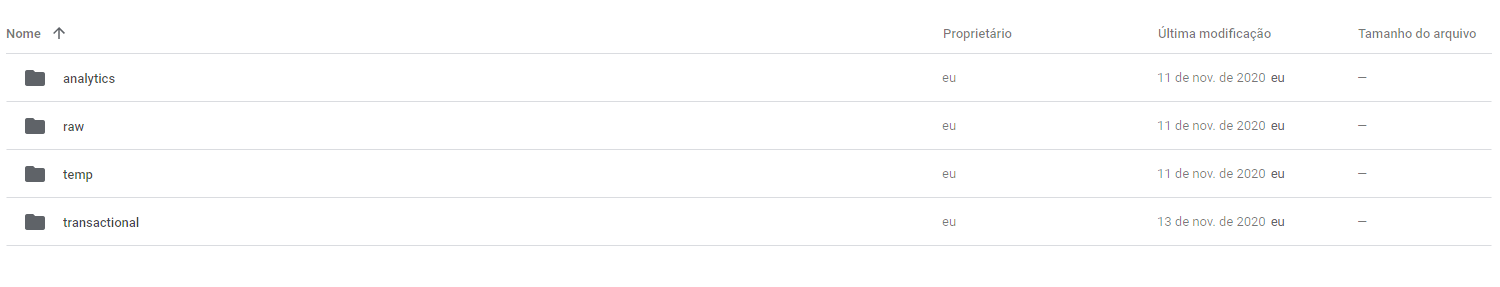 Nome Proprietário Última modificação Tamanho do arquivo
analytics eu 11 de nov. de 2020 eu —
raw eu 11 de nov. de 2020 eu —
temp eu 11 de nov. de 2020 eu —
transactional eu 13 de nov. de 2020 eu —